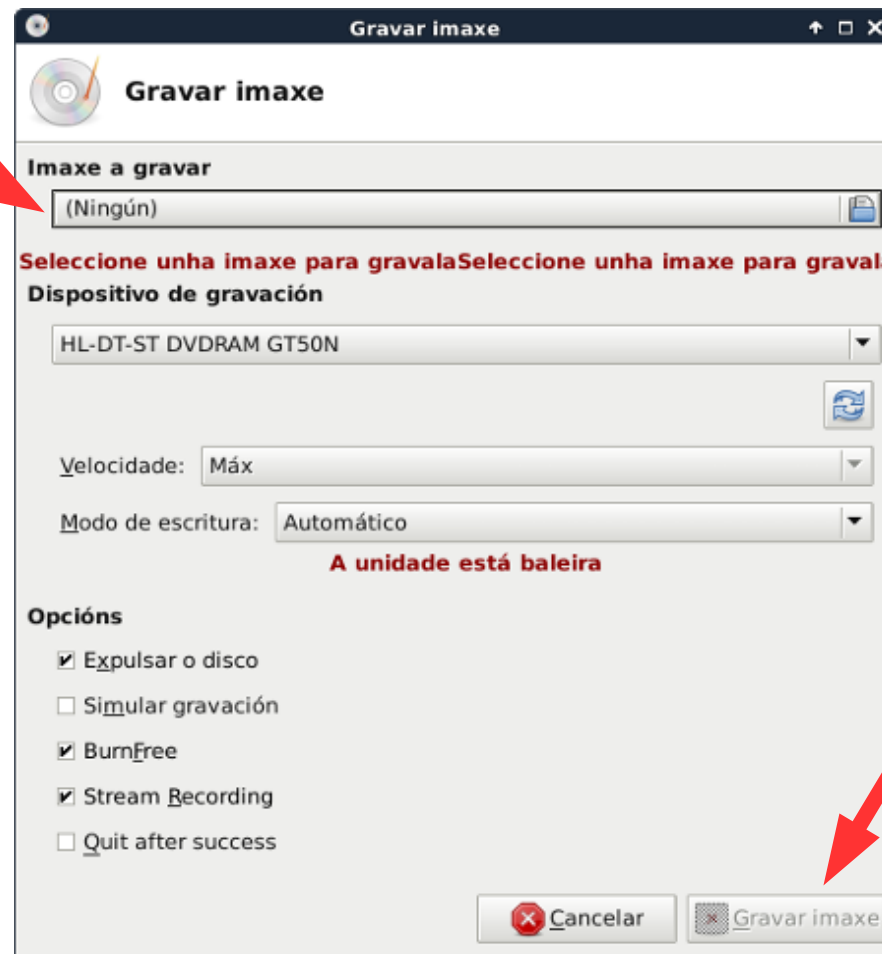 Gravar imaxe
Gravar imaxe
Imaxe a gravar
(Ningún)
Seleccione unha imaxe para gravalaSeleccione unha imaxe para gravala
Dispositivo de gravación
HL-DT-ST DVDRAM GT50N
Velocidade: Máx
Modo de escritura: Automático
A unidade está baleira
Opcións
Expulsar o disco
Simular gravación
BurnFree
Stream Recording
Quit after success
Cancelar Gravar imaxe